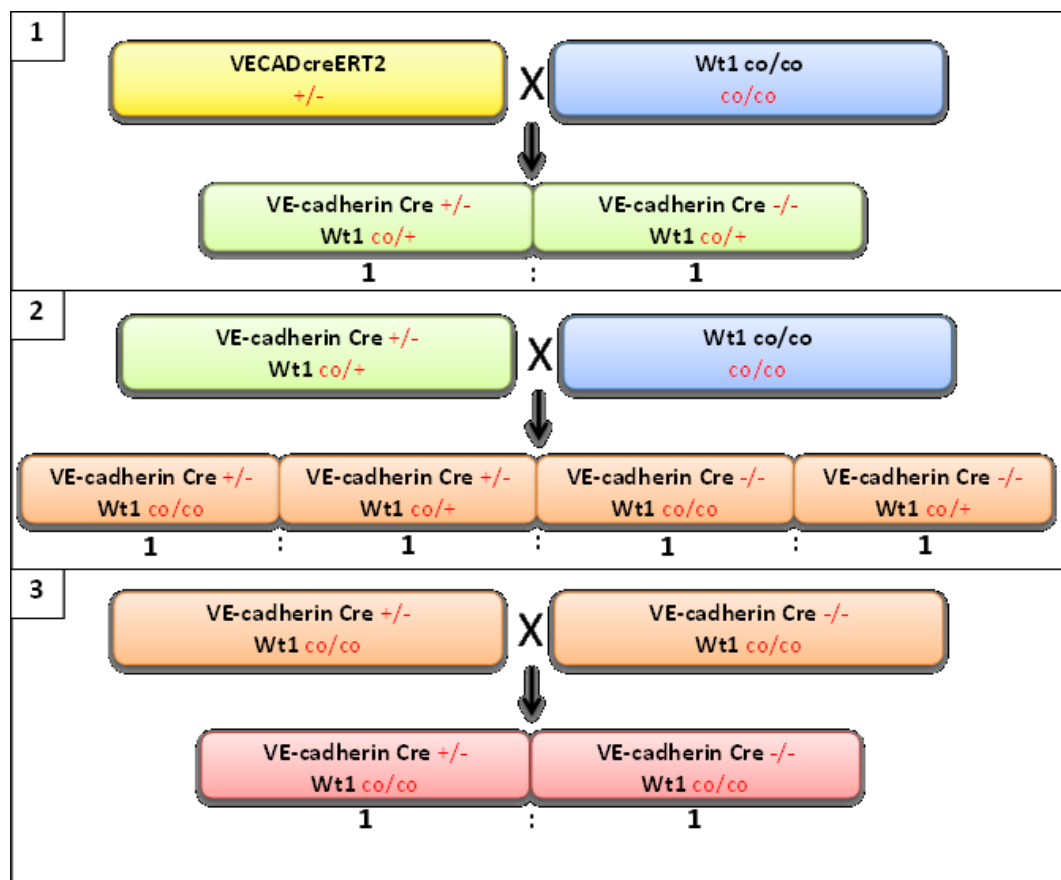 1
VECADcreERT2
+/-
X
Wt1 co/co
co/co
VE-cadherin Cre +/-
Wt1 co/+
VE-cadherin Cre -/-
Wt1 co/+
1 : 1
2
VE-cadherin Cre +/-
Wt1 co/+
X
Wt1 co/co
co/co
VE-cadherin Cre +/-
Wt1 co/co
VE-cadherin Cre +/-
Wt1 co/+
VE-cadherin Cre -/-
Wt1 co/co
VE-cadherin Cre -/-
Wt1 co/+
1 : 1 : 1 : 1
3
VE-cadherin Cre +/-
Wt1 co/co
X
VE-cadherin Cre -/-
Wt1 co/co
VE-cadherin Cre +/-
Wt1 co/co
VE-cadherin Cre -/-
Wt1 co/co
1 : 1